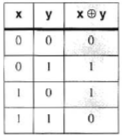 x y x ⊕ y
0 0 0
0 1 1
1 0 1
1 1 0